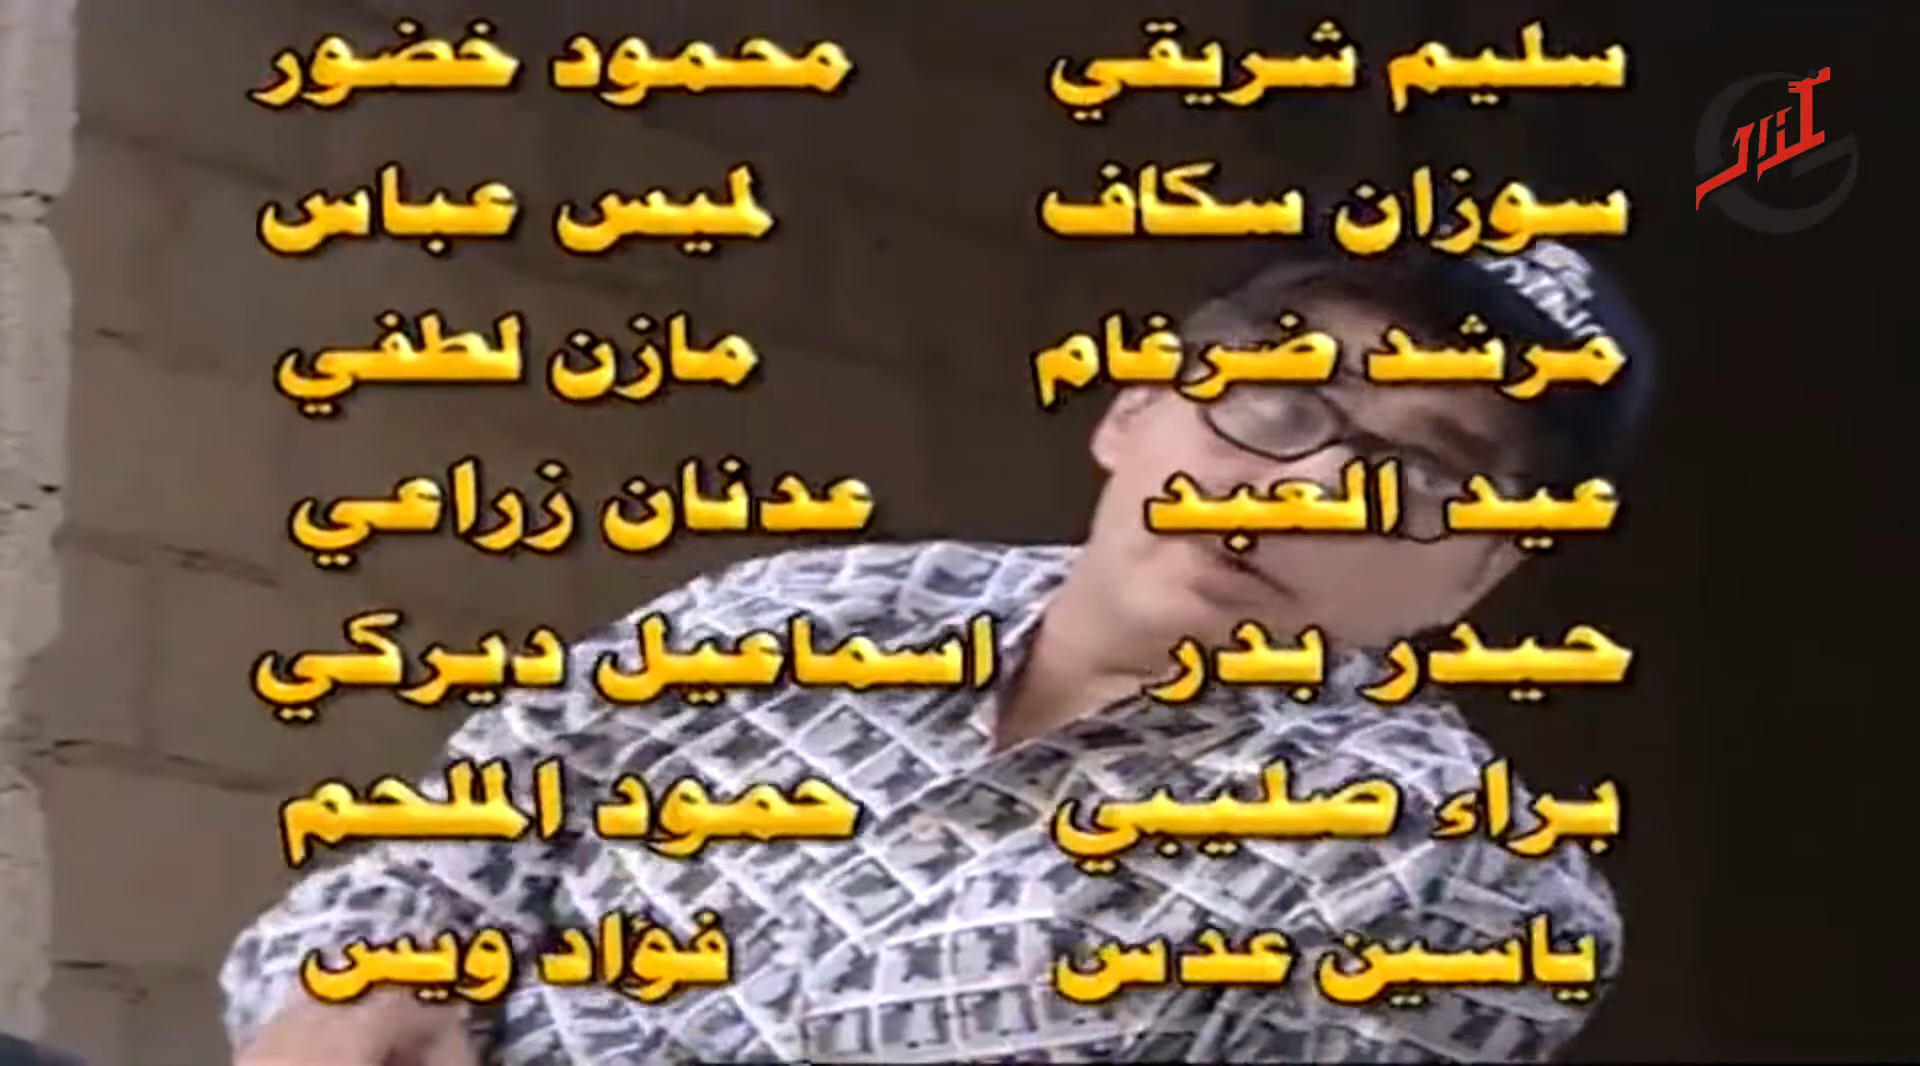 سليم شريقي
محمود خضور
سوزان سكاف
لميس عباس
مرشد ضرغام
مازن لطفي
عيد العبد
عدنان زراعي
حيدر بدر
اسماعيل ديركي
براء صليبي
حمود الملحم
ياسين عدس
فؤاد ويس